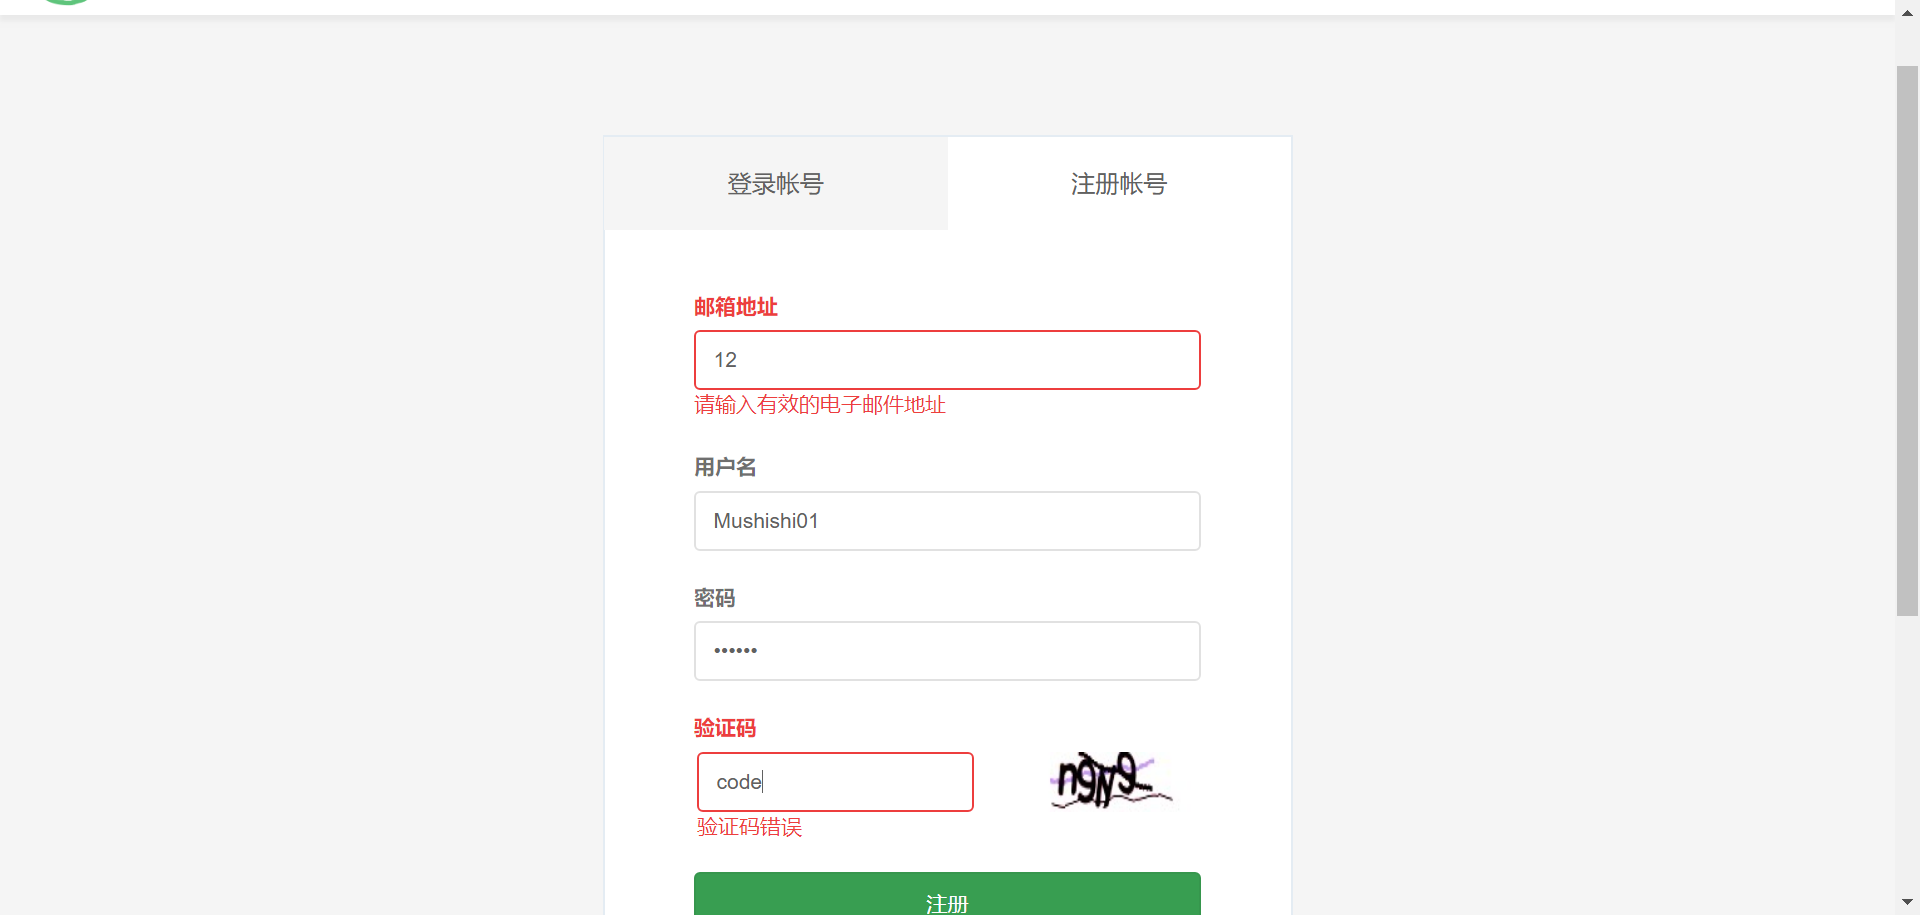 登录帐号
注册帐号
邮箱地址
12
请输入有效的电子邮件地址
用户名
Mushishi01
密码
••••••
验证码
code
验证码错误
注册